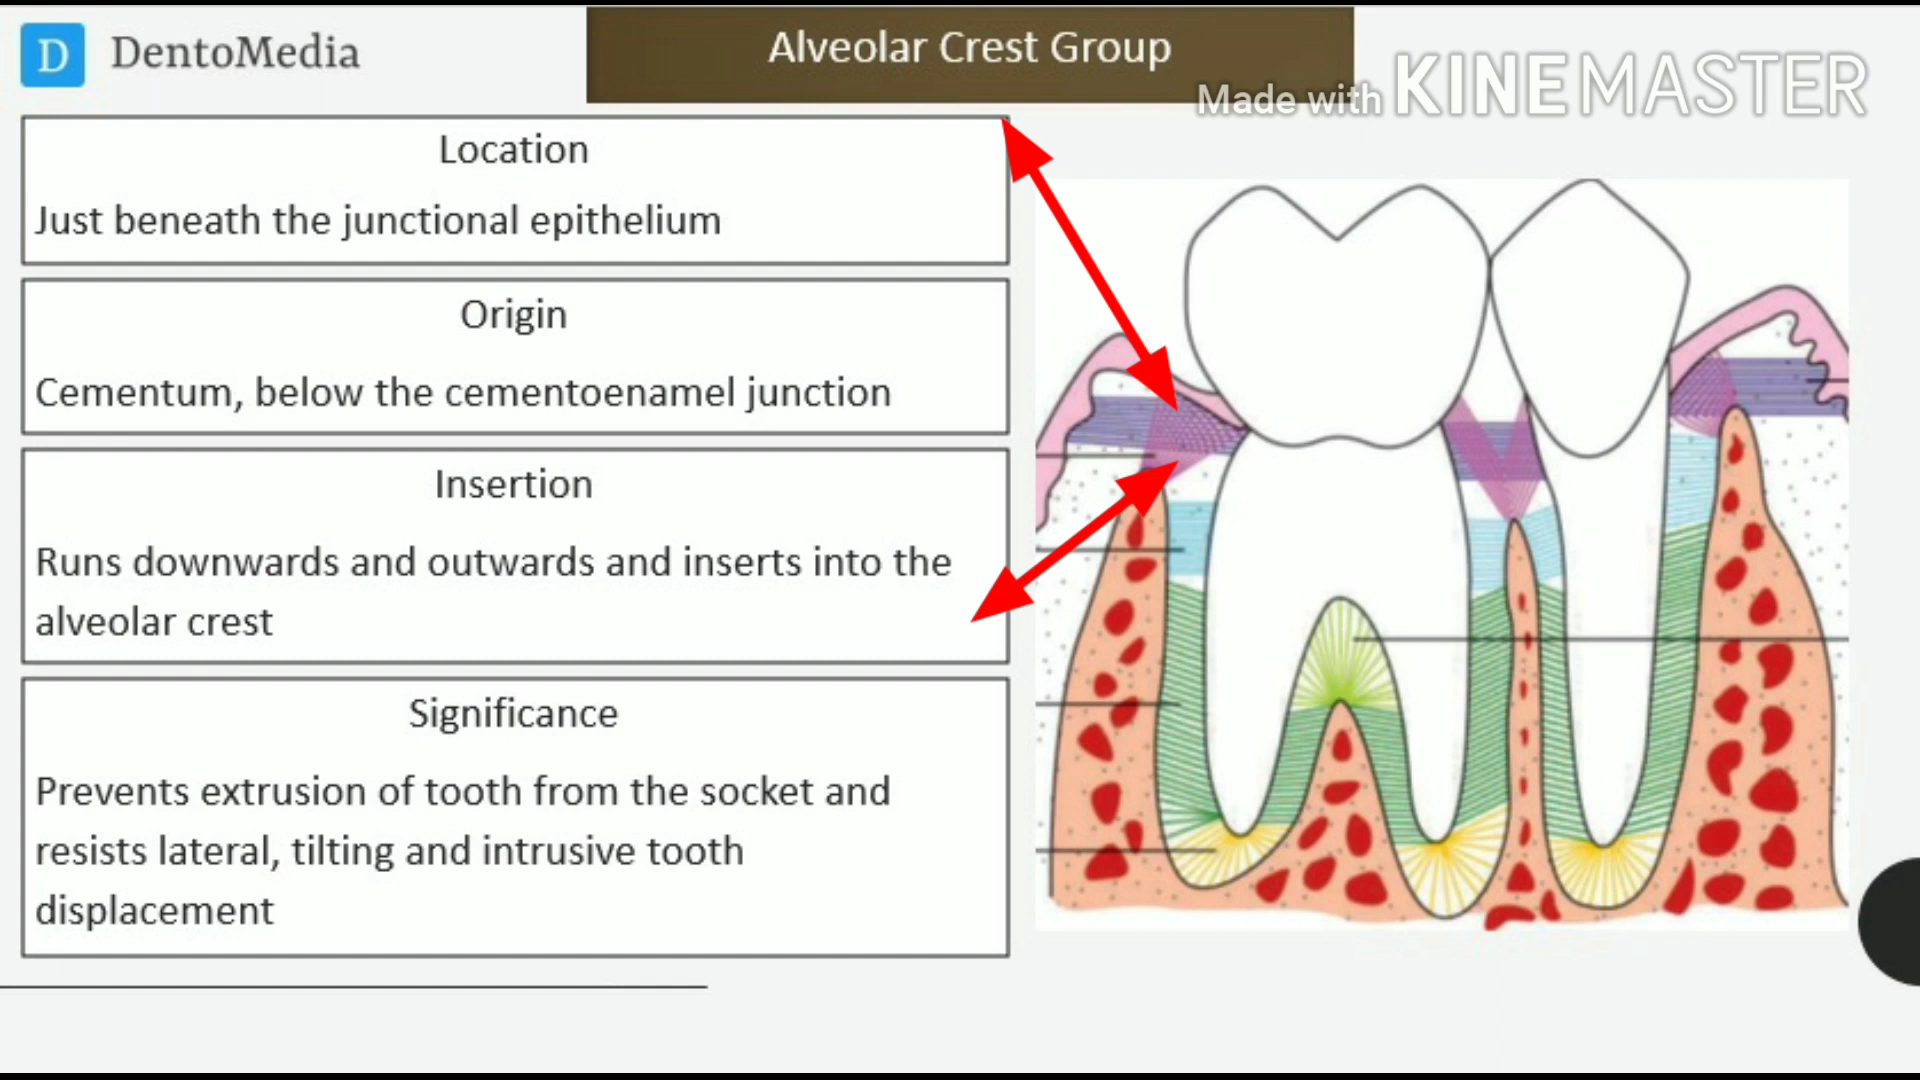 D DentoMedia
Alveolar Crest Group
Made with KINEMASTER
Location
Just beneath the junctional epithelium
Origin
Cementum, below the cementoenamel junction
Insertion
Runs downwards and outwards and inserts into the
alveolar crest
Significance
Prevents extrusion of tooth from the socket and
resists lateral, tilting and intrusive tooth
displacement